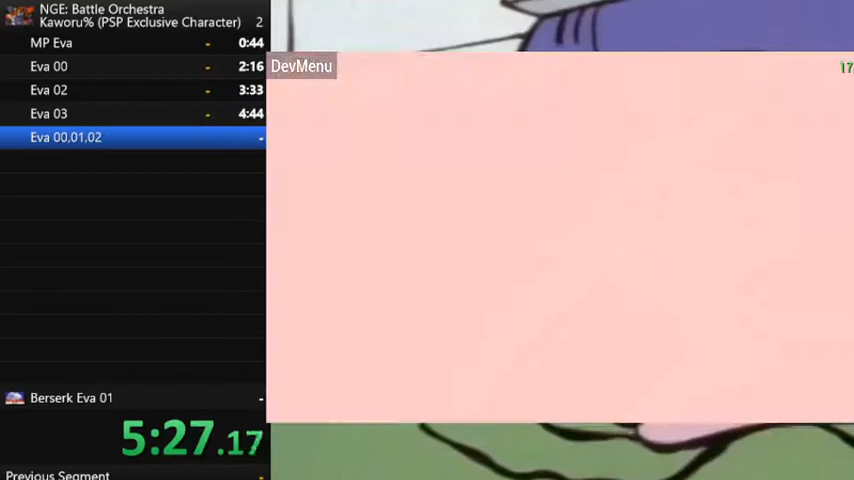 NGE: Battle Orchestra
Kaworu% (PSP Exclusive Character) 2
MP Eva - 0:44
Eva 00 - 2:16
Eva 02 - 3:33
Eva 03 - 4:44
Eva 00,01,02 -
Berserk Eva 01 -
5:27.17
Previous Segment -
DevMenu
17